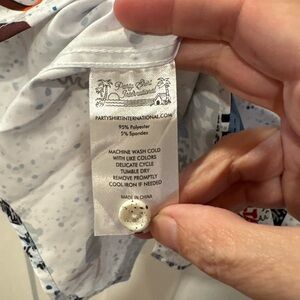 Party Shirt
International
PARTYSHIRTINTERNATIONAL.COM
95% Polyester
5% Spandex
MACHINE WASH COLD
WITH LIKE COLORS
DELICATE CYCLE
TUMBLE DRY
REMOVE PROMPTLY
COOL IRON IF NEEDED
MADE IN CHINA